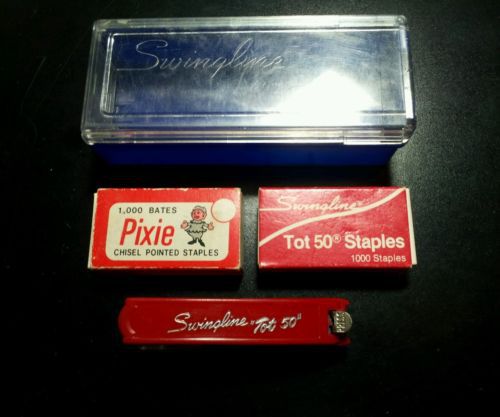 Swingline
1,000 BATES
Pixie
CHISEL POINTED STAPLES
Swingline
Tot 50® Staples
1000 Staples
Swingline "Tot 50"